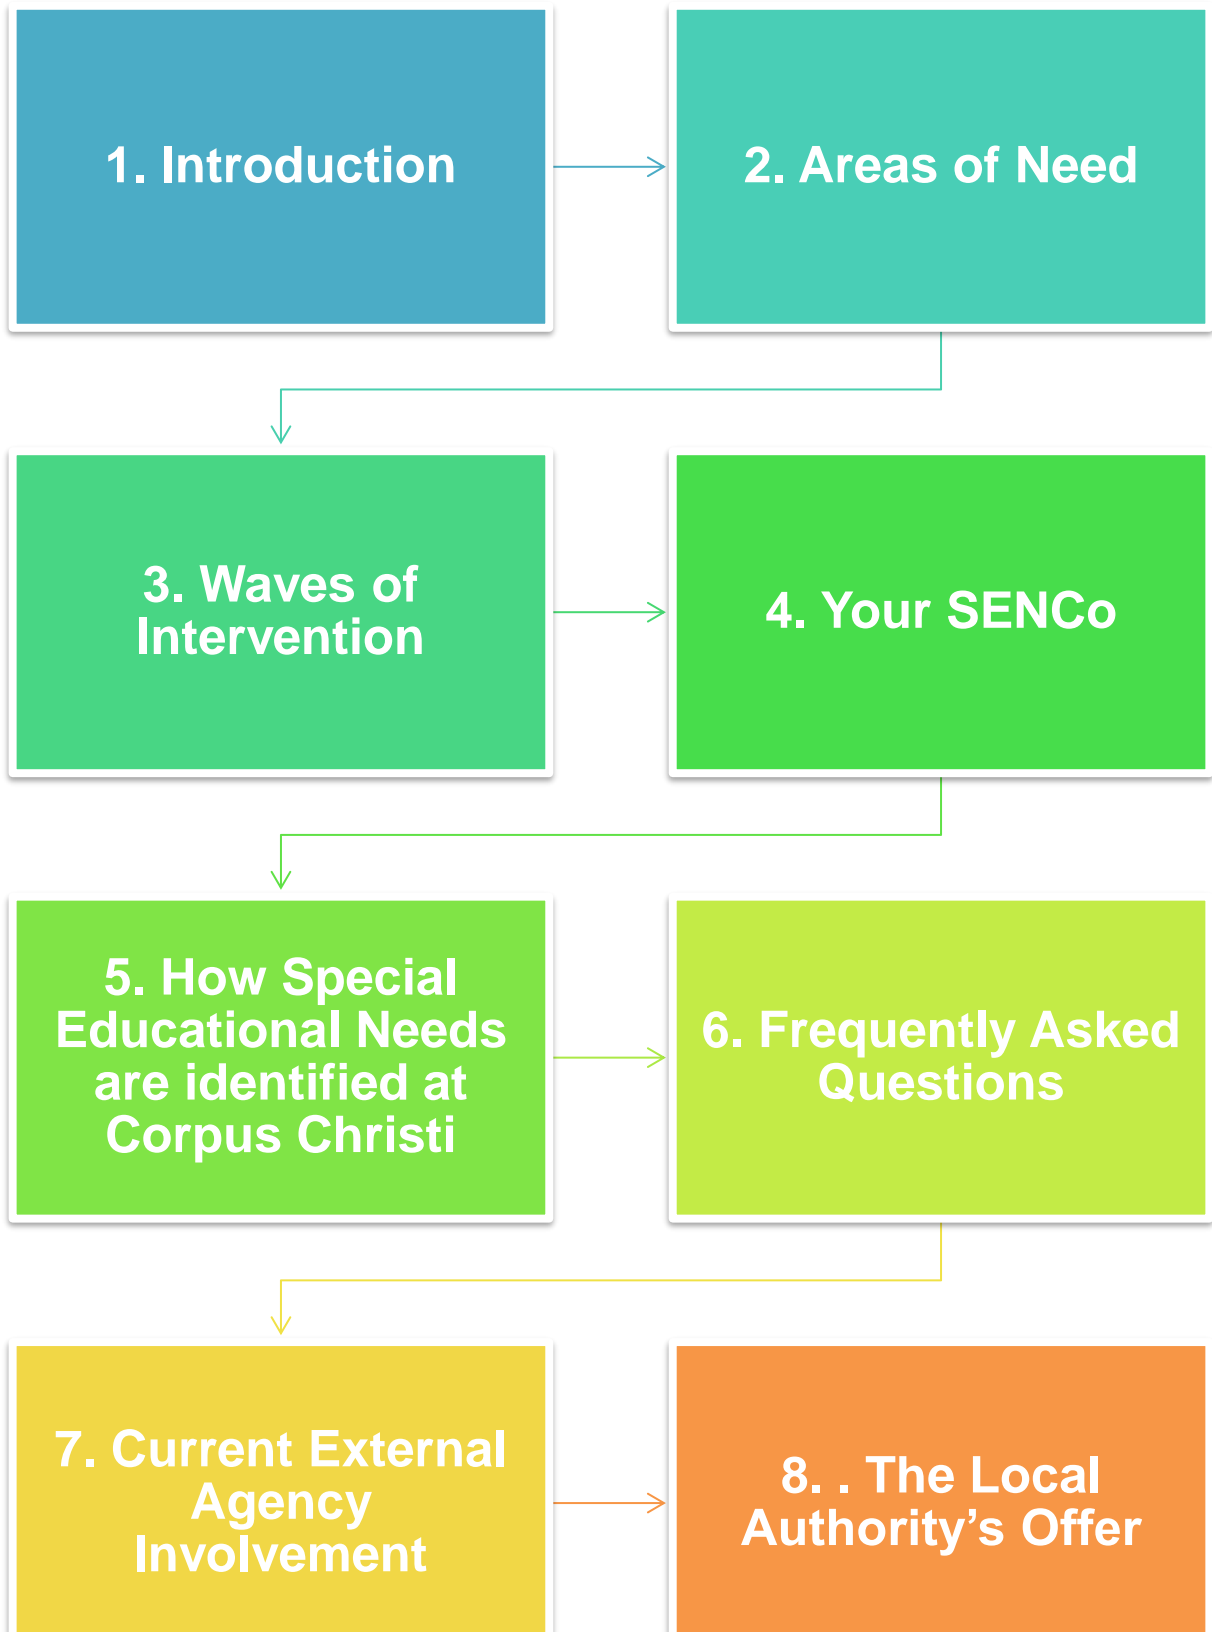 1. Introduction
2. Areas of Need
3. Waves of
Intervention
4. Your SENCo
5. How Special
Educational Needs
are identified at
Corpus Christi
6. Frequently Asked
Questions
7. Current External
Agency
Involvement
8. . The Local
Authority’s Offer